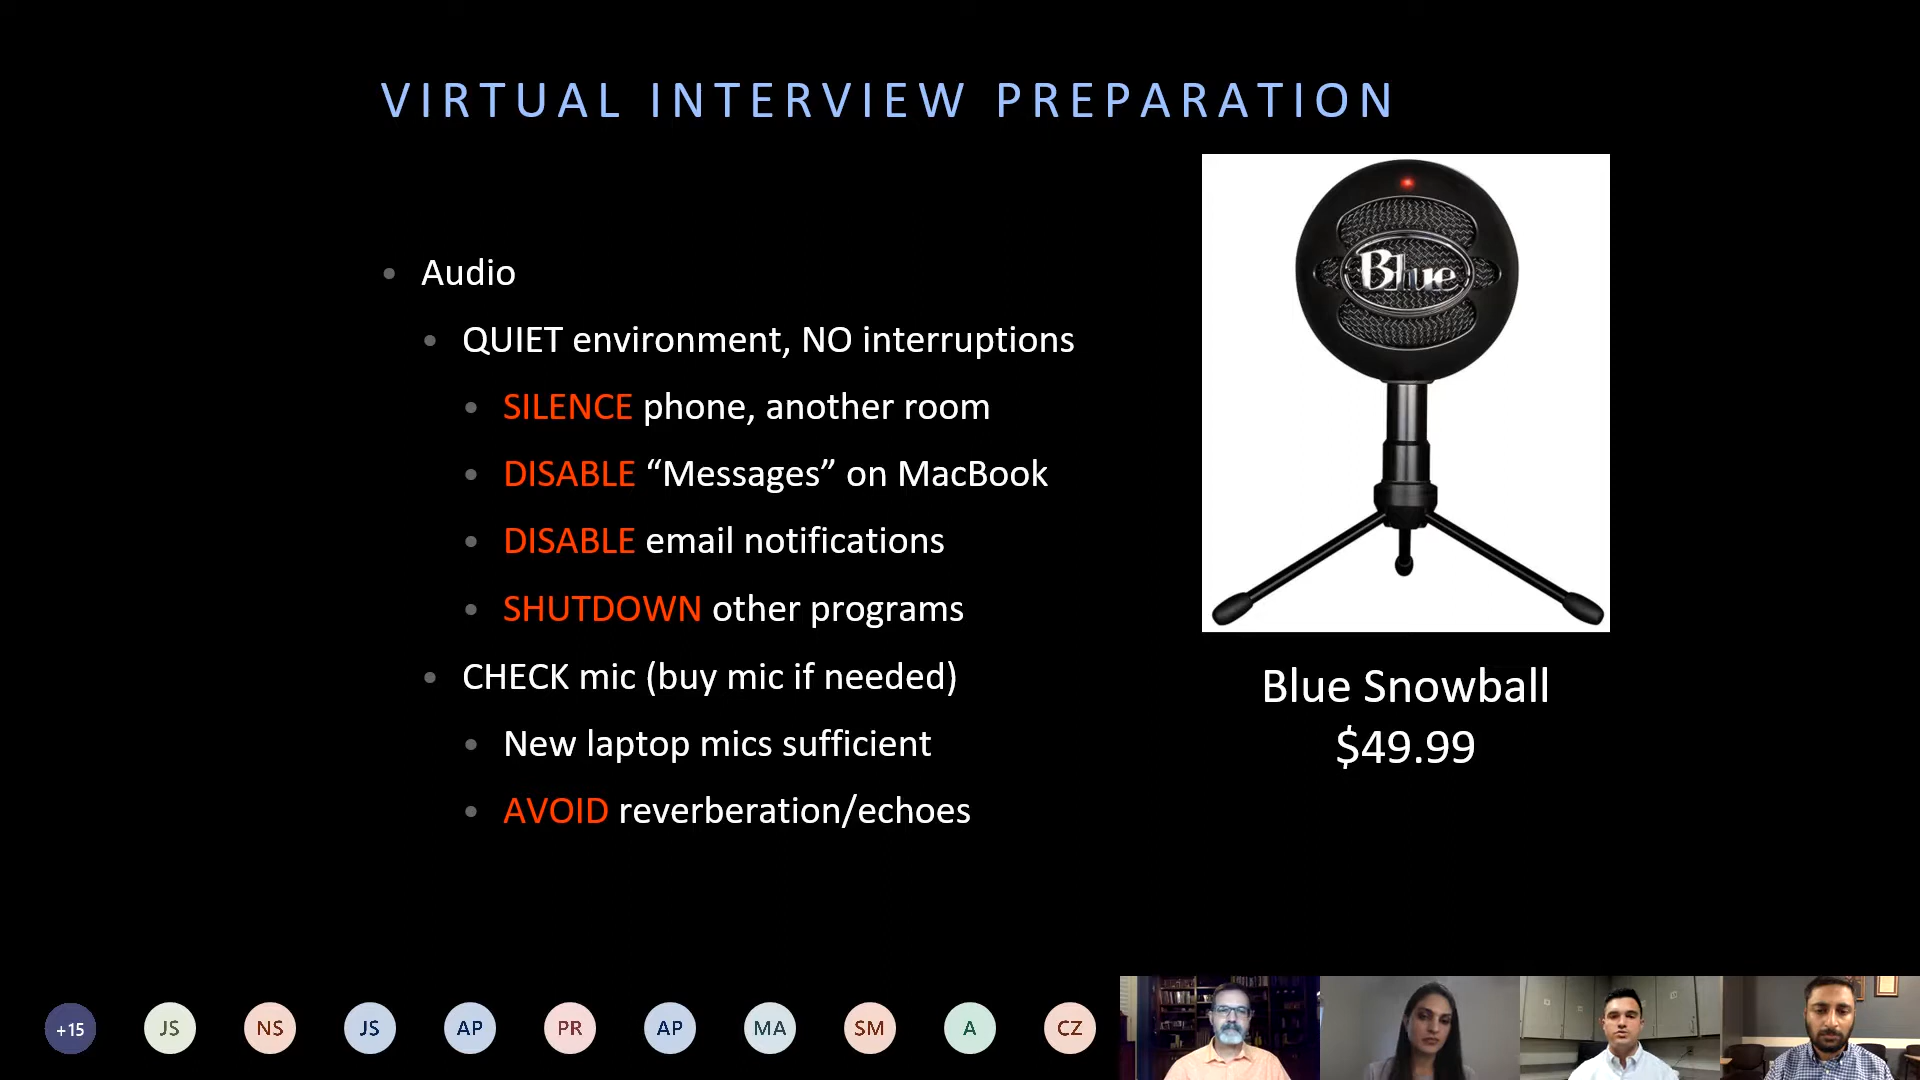 VIRTUAL INTERVIEW PREPARATION
Audio
QUIET environment, NO interruptions
SILENCE phone, another room
DISABLE “Messages” on MacBook
DISABLE email notifications
SHUTDOWN other programs
CHECK mic (buy mic if needed)
New laptop mics sufficient
AVOID reverberation/echoes
Blue
Blue Snowball
$49.99
+15
JS
NS
JS
AP
PR
AP
MA
SM
A
CZ